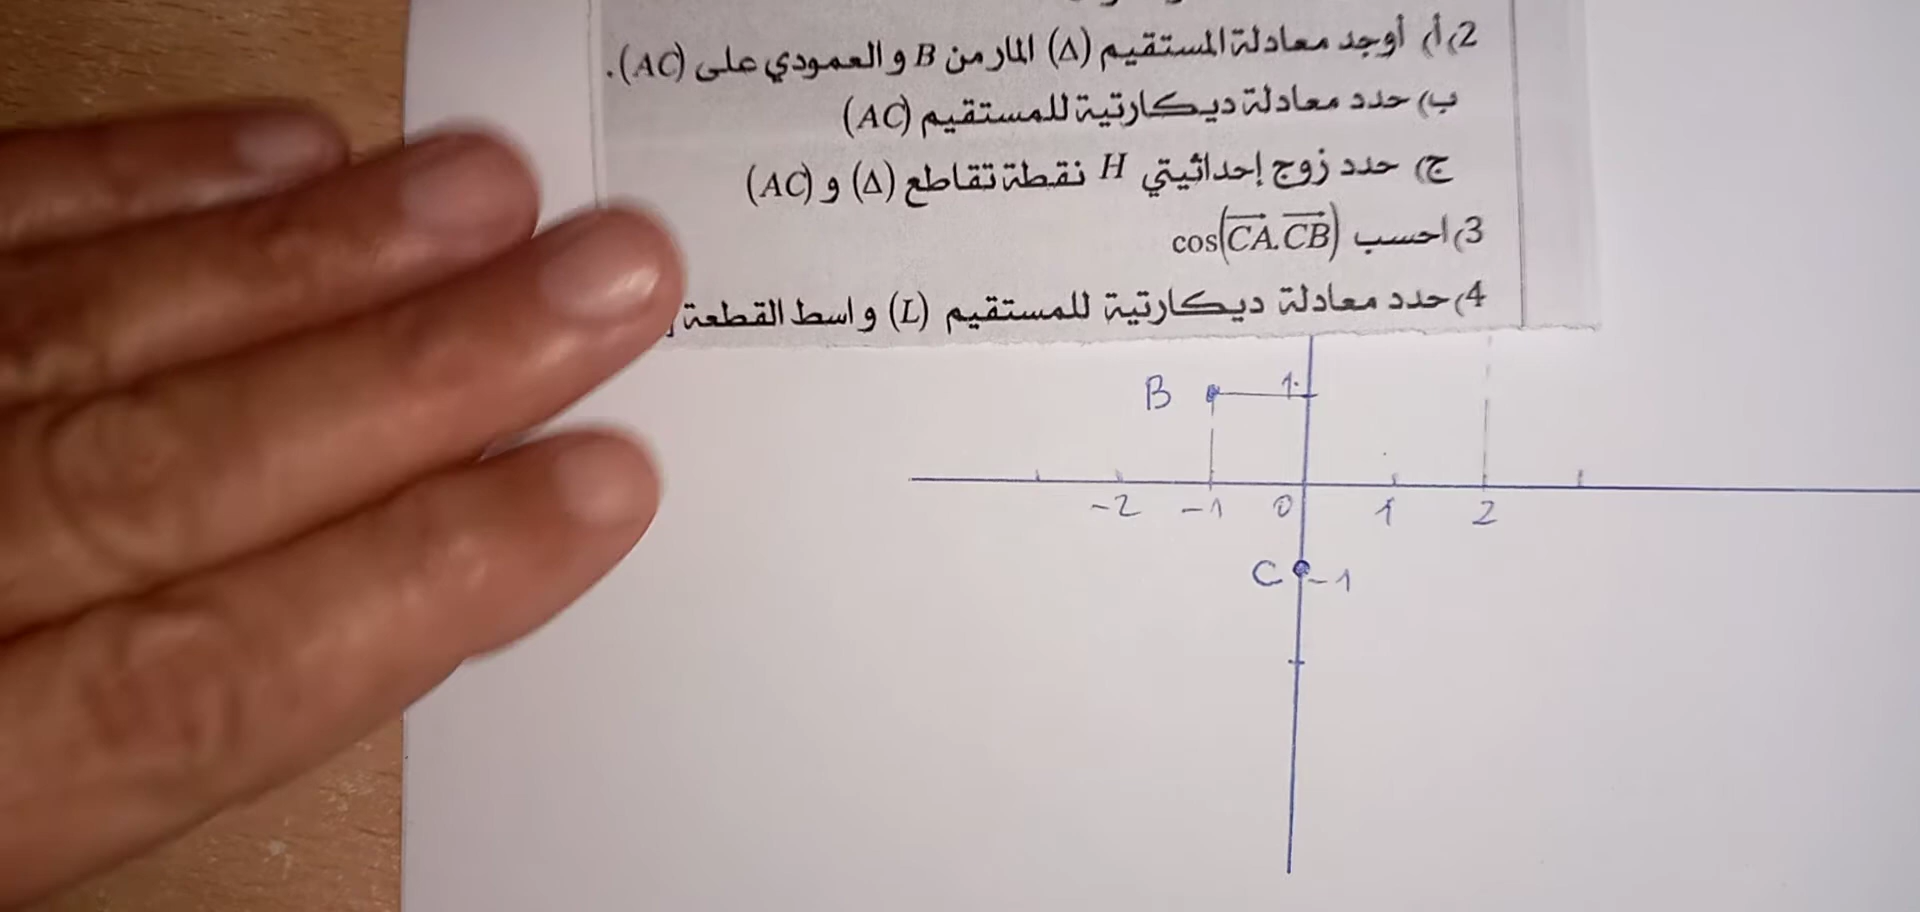 2) أ) أوجد معادلة المستقيم (Δ) المار من B و العمودي على (AC).
ب) حدد معادلة ديكارتية للمستقيم (AC)
ج) حدد زوج إحداثيتي H نقطة تقاطع (Δ) و (AC)
3) احسب cos(CA.CB)
4) حدد معادلة ديكارتية للمستقيم (L) واسط القطعة
B 1
-2 -1 0 1 2
C -1